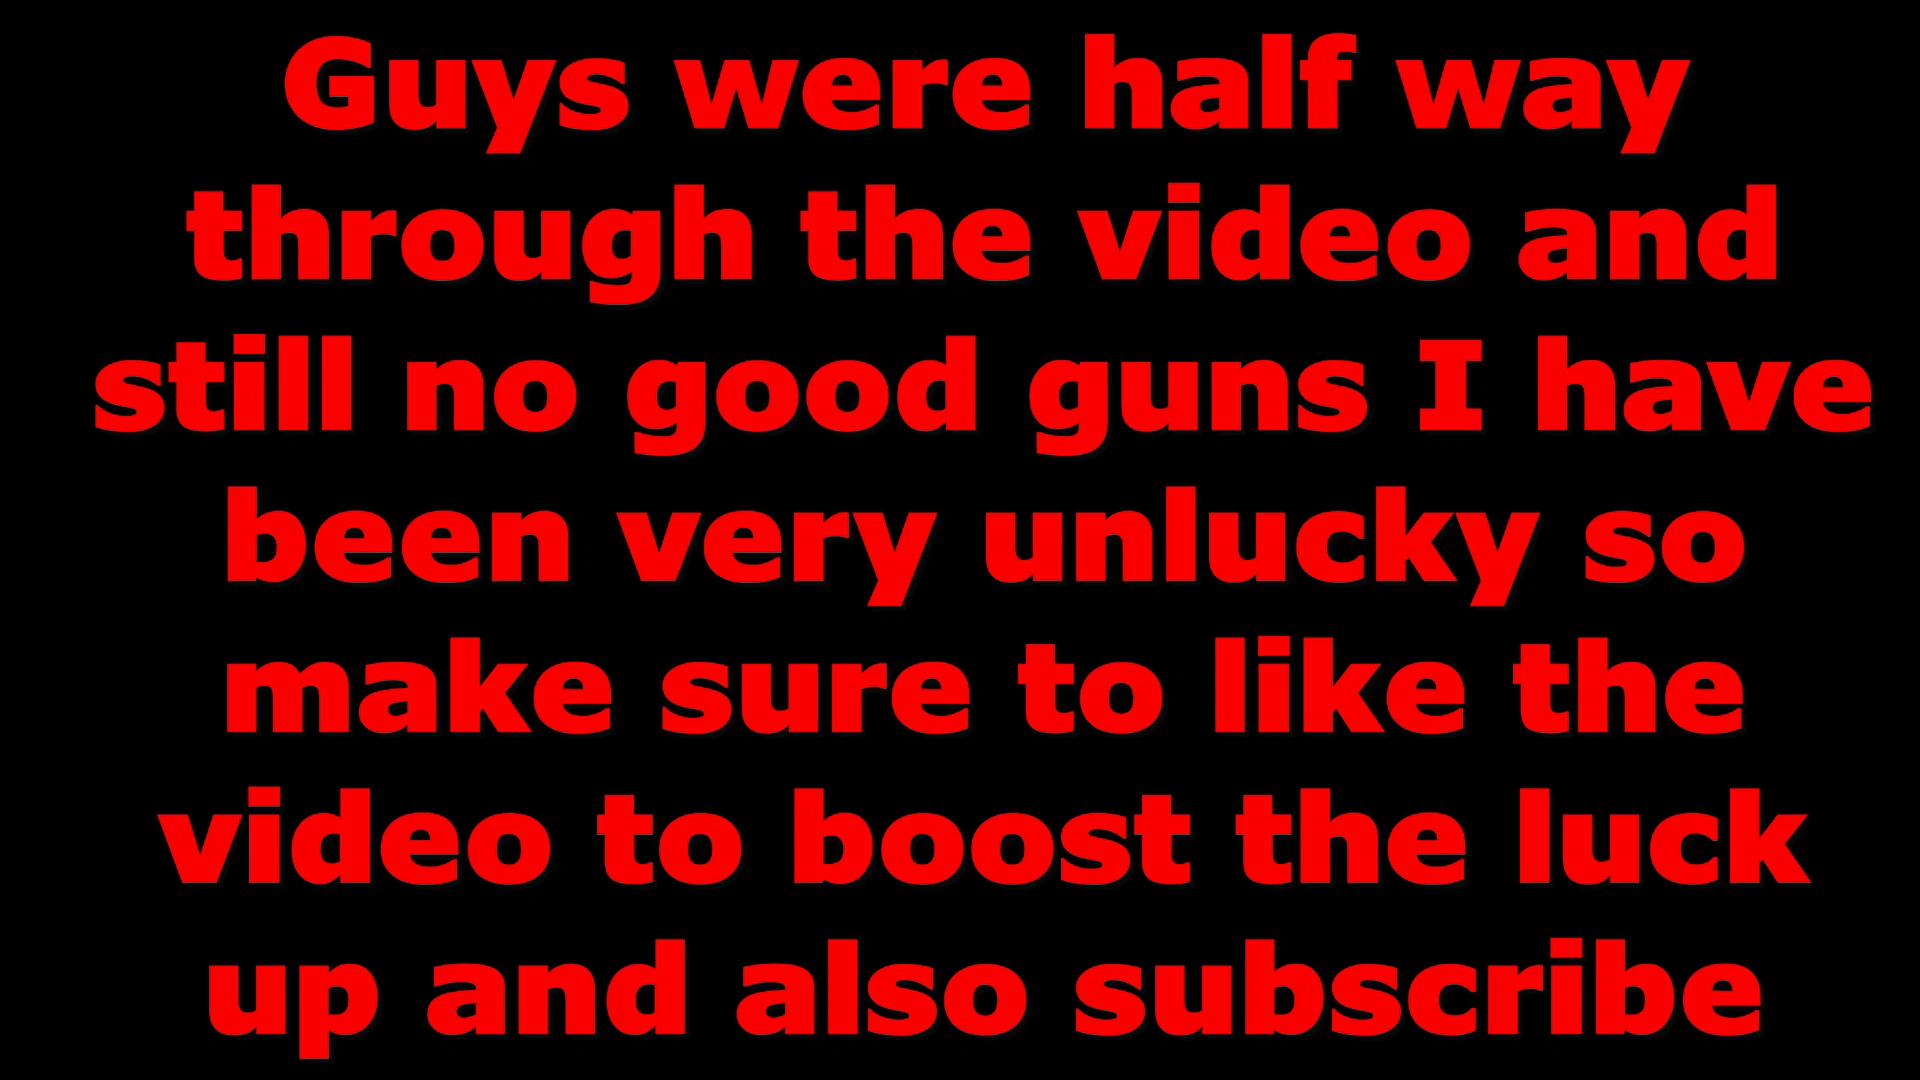 Guys were half way
through the video and
still no good guns I have
been very unlucky so
make sure to like the
video to boost the luck
up and also subscribe